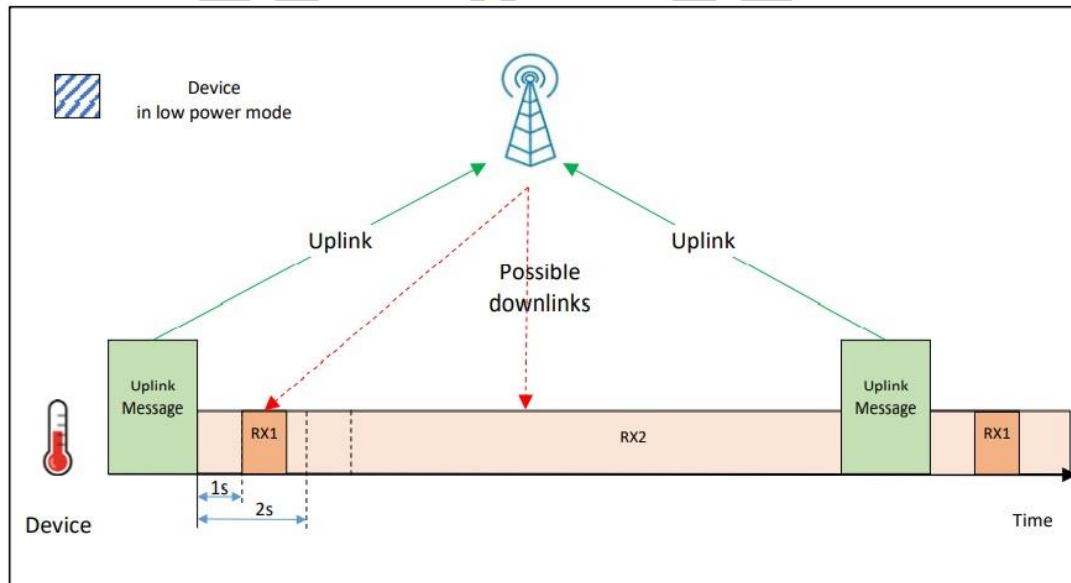 Device
in low power mode
Uplink
Uplink
Possible
downlinks
Uplink
Message
RX1
RX2
Uplink
Message
RX1
1s
2s
Device
Time